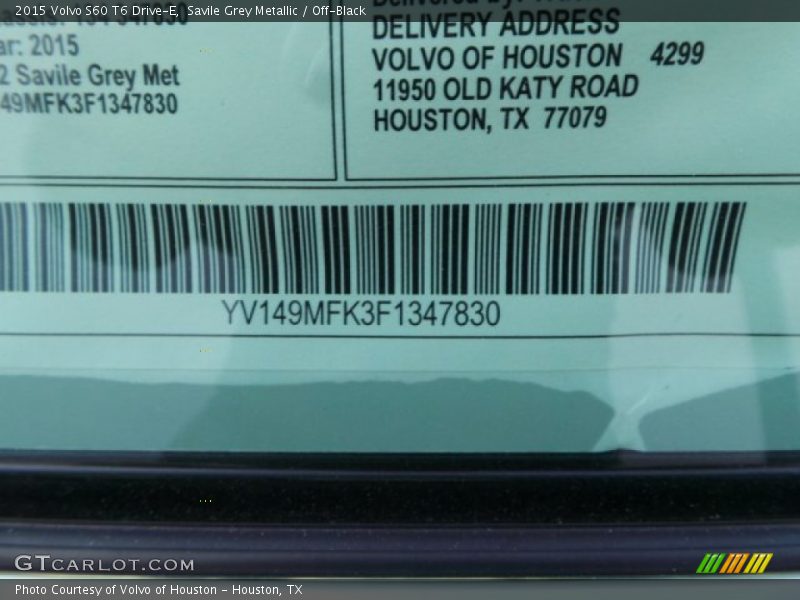 2015 Volvo S60 T6 Drive-E, Savile Grey Metallic / Off-Black
134 347830
ar: 2015
2 Savile Grey Met
49MFK3F1347830
DELIVERY ADDRESS
VOLVO OF HOUSTON 4299
11950 OLD KATY ROAD
HOUSTON, TX 77079
YV149MFK3F1347830
GTCARLOT.COM
Photo Courtesy of Volvo of Houston - Houston, TX